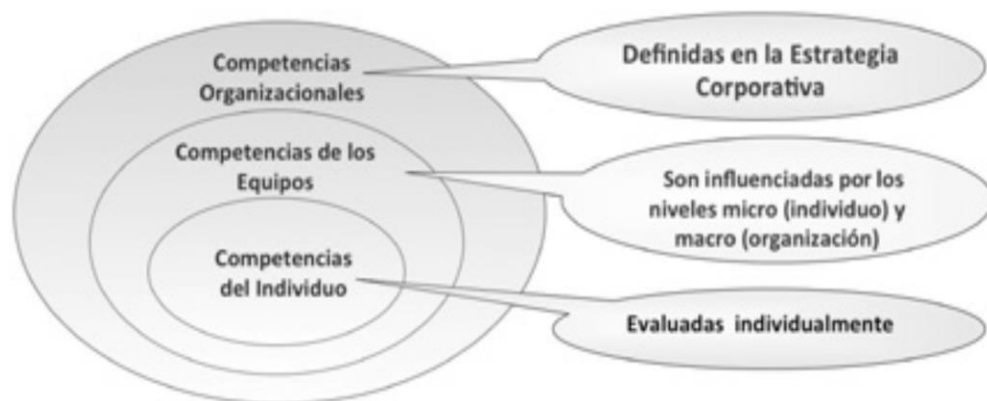 Competencias
Organizacionales
Definidas en la Estrategia
Corporativa
Competencias de los
Equipos
Son influenciadas por los
niveles micro (individuo) y
macro (organización)
Competencias
del Individuo
Evaluadas individualmente